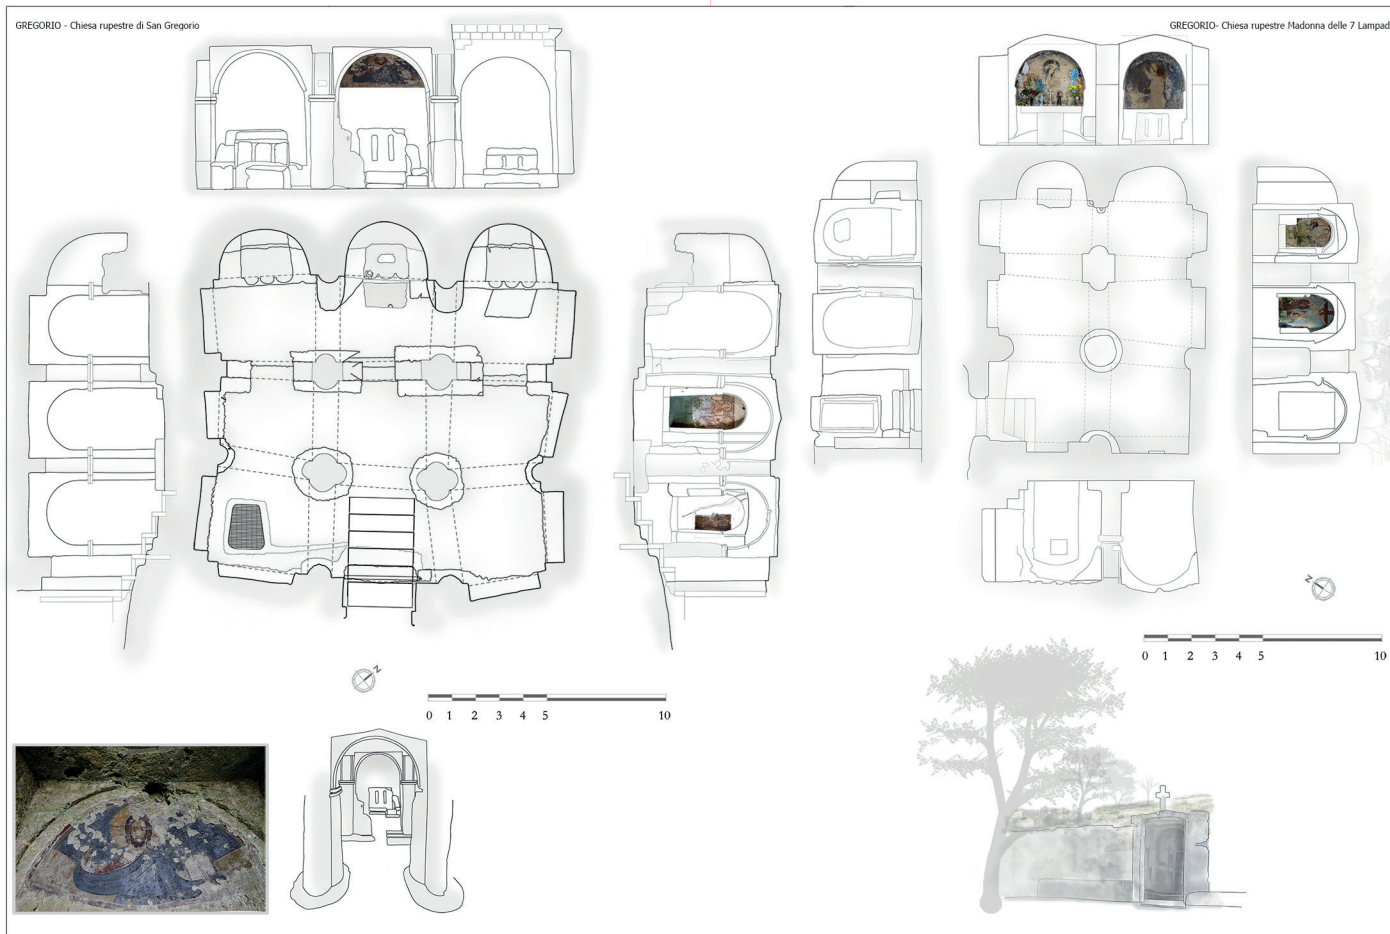 GREGORIO - Chiesa rupestre di San Gregorio
GREGORIO- Chiesa rupestre Madonna delle 7 Lampad
N
0 1 2 3 4 5 10
N
0 1 2 3 4 5 10